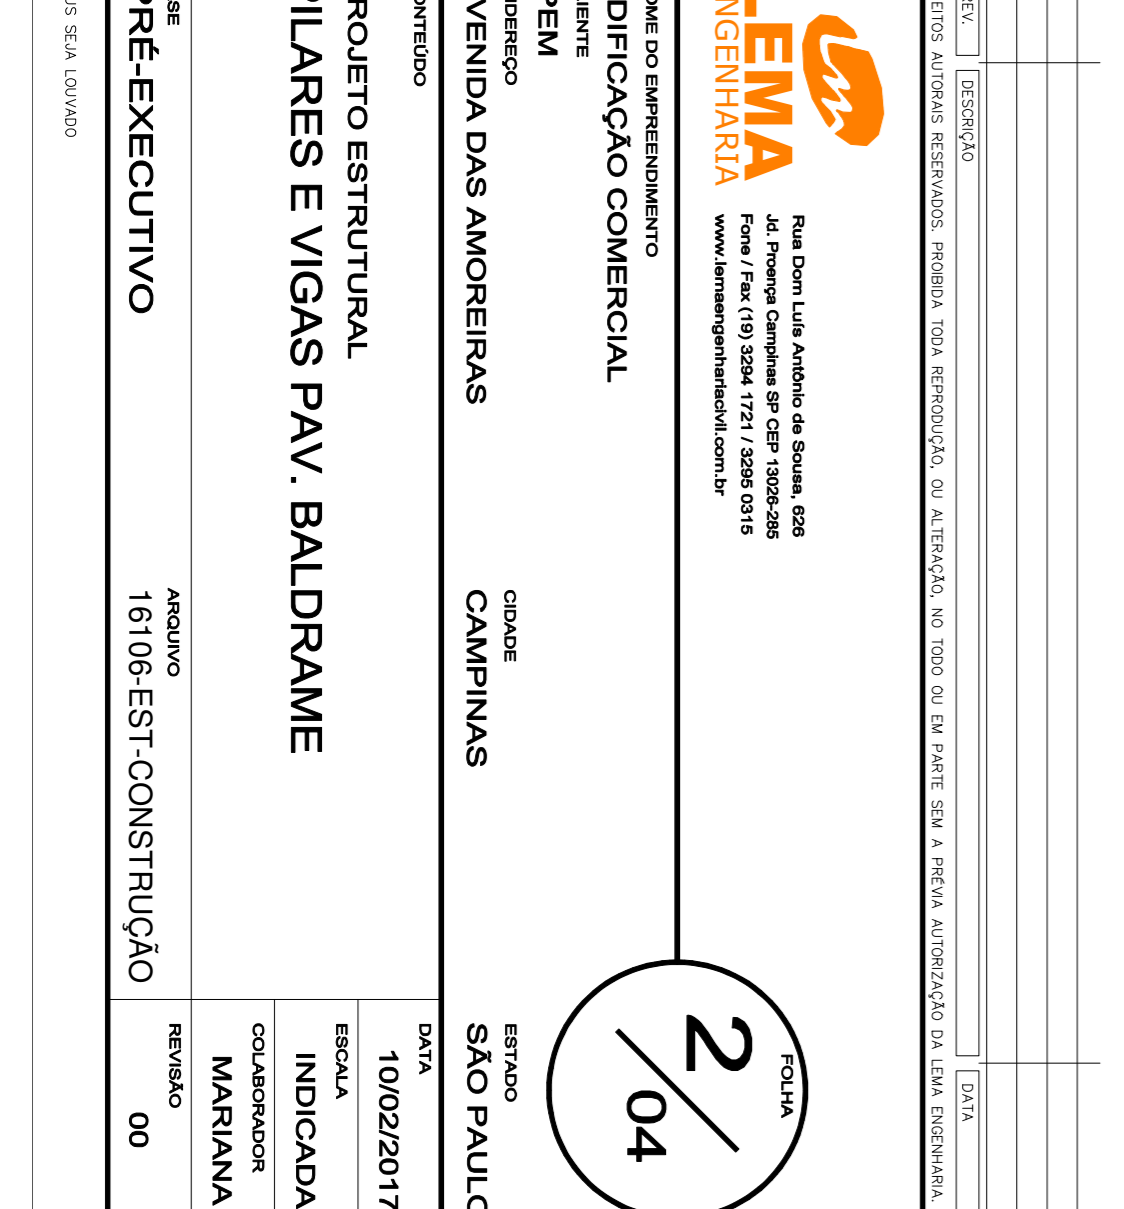 REV. DESCRIÇÃO DATA
EITOS AUTORAIS RESERVADOS. PROIBIDA TODA REPRODUÇÃO, OU ALTERAÇÃO, NO TODO OU EM PARTE SEM A PRÉVIA AUTORIZAÇÃO DA LEMA ENGENHARIA.
LEMA
NGENHARIA
Rua Dom Luís Antônio de Sousa, 626
Jd. Proença Campinas SP CEP 13026-285
Fone / Fax (19) 3294 1721 / 3295 0315
www.lemaengenhariacivil.com.br
FOLHA
2/04
OME DO EMPREENDIMENTO
DIFICAÇÃO COMERCIAL
IENTE
PEM
NDEREÇO
VENIDA DAS AMOREIRAS
CIDADE
CAMPINAS
ESTADO
SÃO PAULO
ONTEÚDO
ROJETO ESTRUTURAL
PILARES E VIGAS PAV. BALDRAME
DATA
10/02/2017
ESCALA
INDICADA
COLABORADOR
MARIANA
SE
PRÉ-EXECUTIVO
ARQUIVO
16106-EST-CONSTRUÇÃO
REVISÃO
00
US SEJA LOUVADO